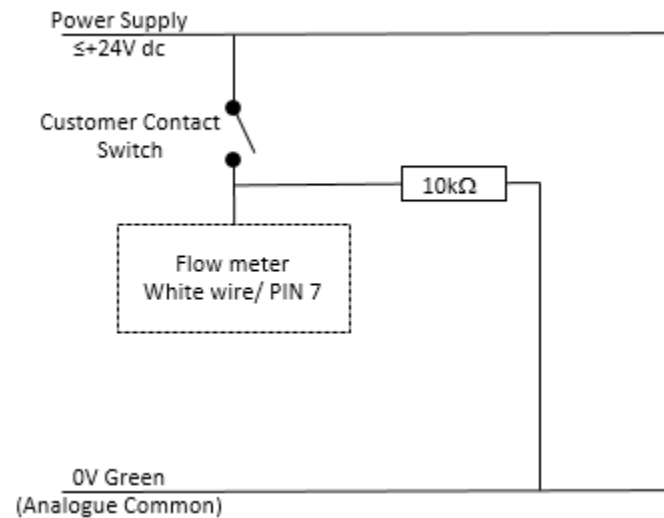 Power Supply
≤+24V dc
Customer Contact
Switch
10kΩ
Flow meter
White wire/ PIN 7
0V Green
(Analogue Common)